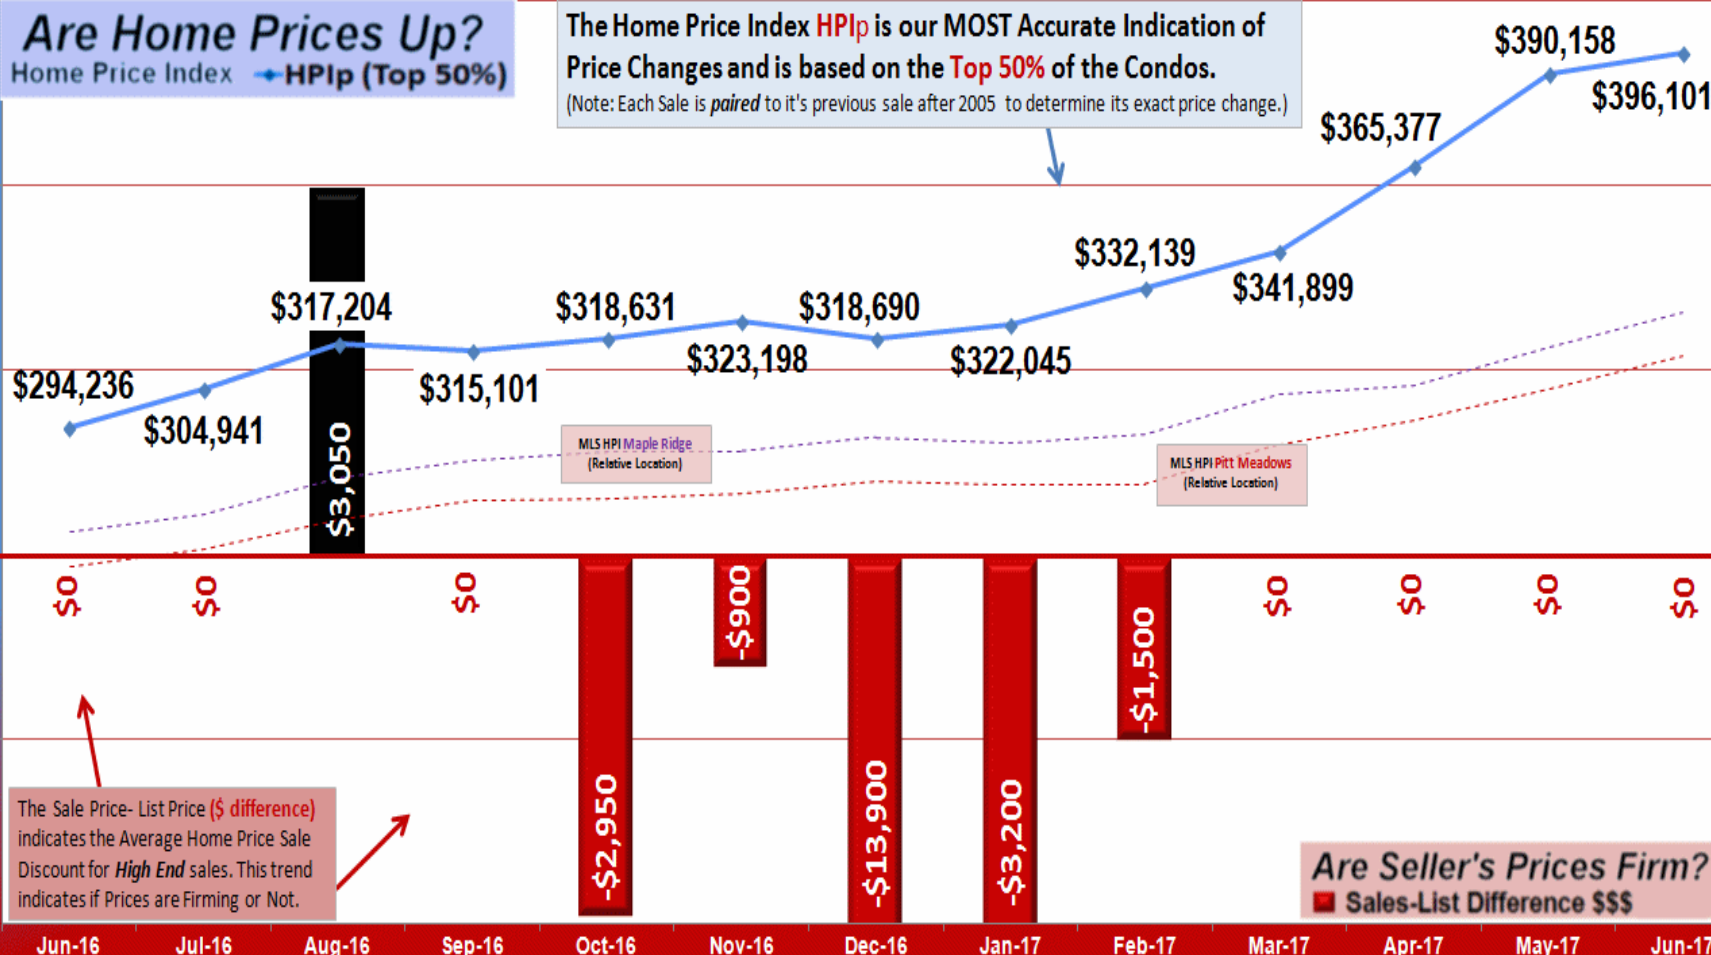 Are Home Prices Up?
Home Price Index HPIp (Top 50%)
The Home Price Index HPIp is our MOST Accurate Indication of
Price Changes and is based on the Top 50% of the Condos.
(Note: Each Sale is paired to it's previous sale after 2005 to determine its exact price change.)
$294,236
$304,941
$317,204
$315,101
$318,631
$323,198
$318,690
$322,045
$332,139
$341,899
$365,377
$390,158
$396,101
MLS HPI Maple Ridge
(Relative Location)
MLS HPI Pitt Meadows
(Relative Location)
$0
$0
$3,050
$0
-$2,950
-$900
-$13,900
-$3,200
-$1,500
$0
$0
$0
$0
The Sale Price- List Price ($ difference)
indicates the Average Home Price Sale
Discount for High End sales. This trend
indicates if Prices are Firming or Not.
Are Seller's Prices Firm?
Sales-List Difference $$$
Jun-16 Jul-16 Aug-16 Sep-16 Oct-16 Nov-16 Dec-16 Jan-17 Feb-17 Mar-17 Apr-17 May-17 Jun-17